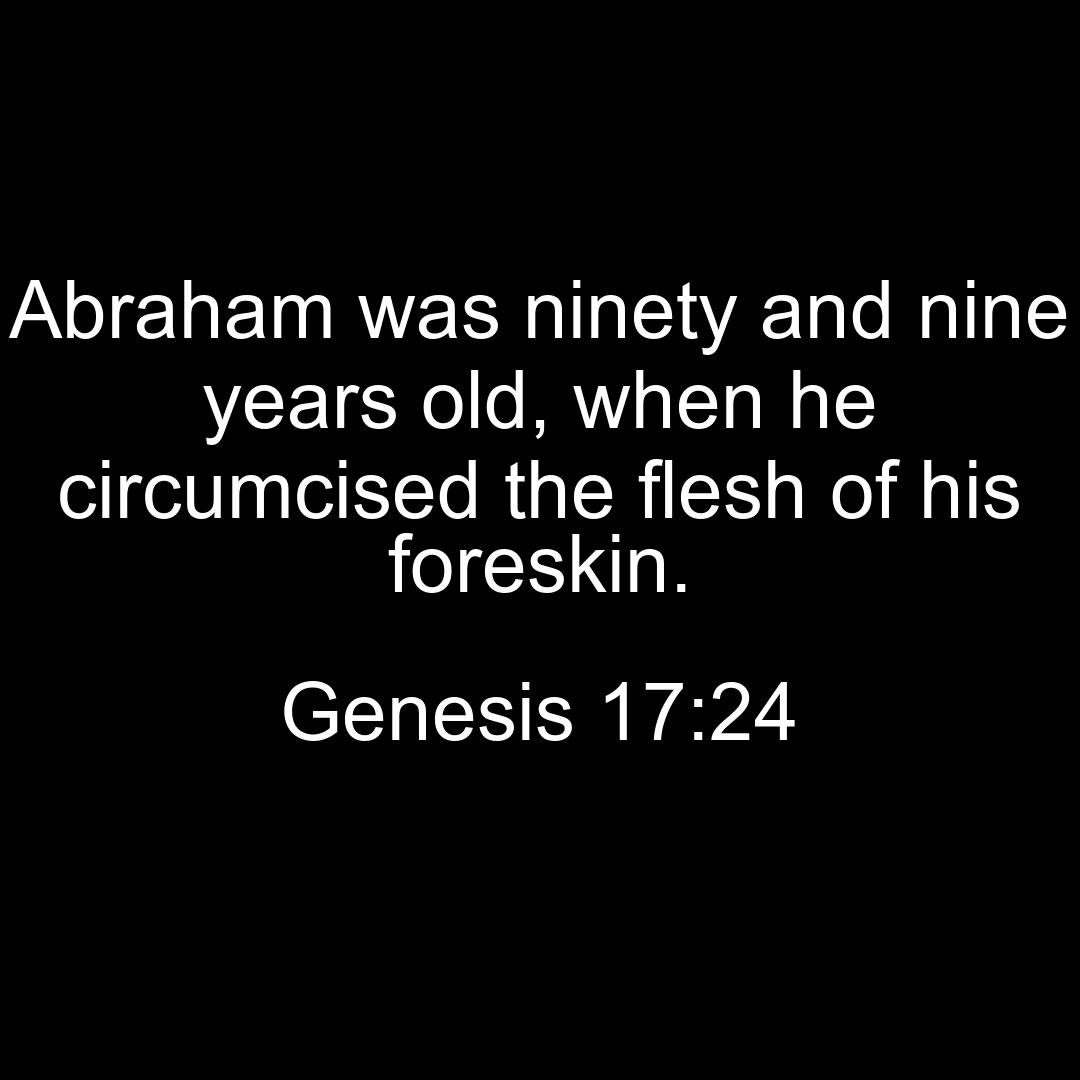 Abraham was ninety and nine
years old, when he
circumcised the flesh of his
foreskin.
Genesis 17:24